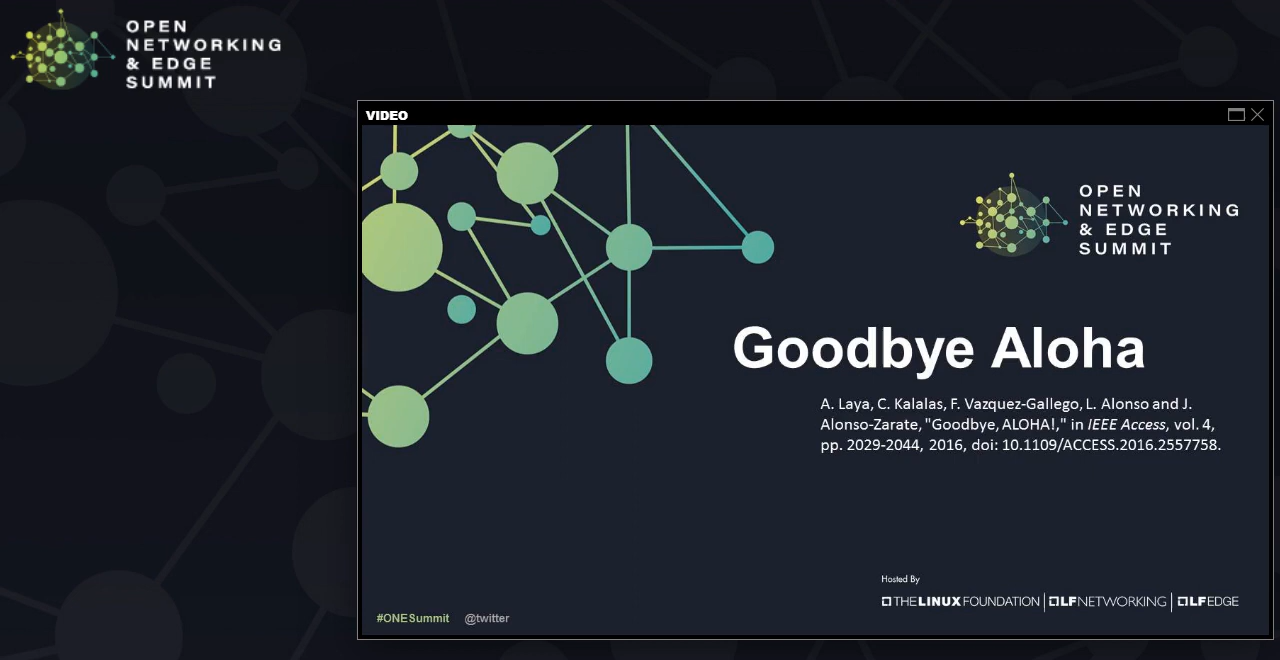 OPEN
NETWORKING
& EDGE
SUMMIT
VIDEO
OPEN
NETWORKING
& EDGE
SUMMIT
Goodbye Aloha
A. Laya, C. Kalalas, F. Vazquez-Gallego, L. Alonso and J.
Alonso-Zarate, "Goodbye, ALOHA!," in IEEE Access, vol. 4,
pp. 2029-2044, 2016, doi: 10.1109/ACCESS.2016.2557758.
Hosted By
THE LINUX FOUNDATION | LF NETWORKING | LF EDGE
#ONESummit @twitter